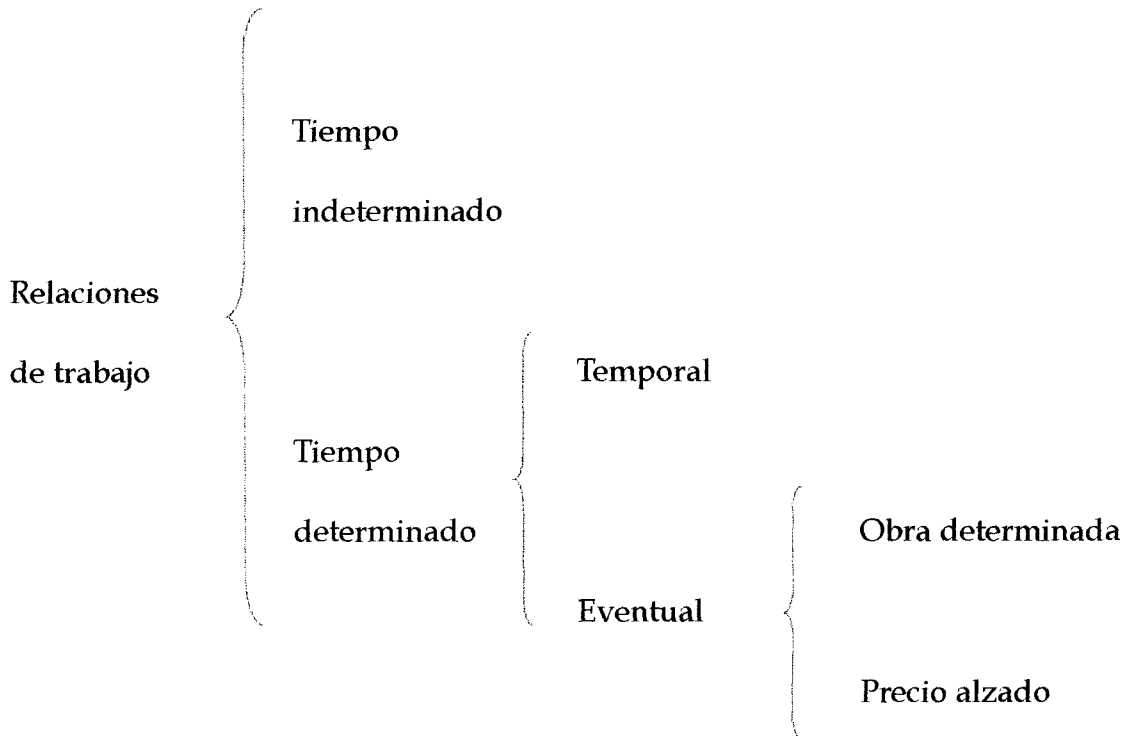 Relaciones
de trabajo
Tiempo
indeterminado
Tiempo
determinado
Temporal
Eventual
Obra determinada
Precio alzado